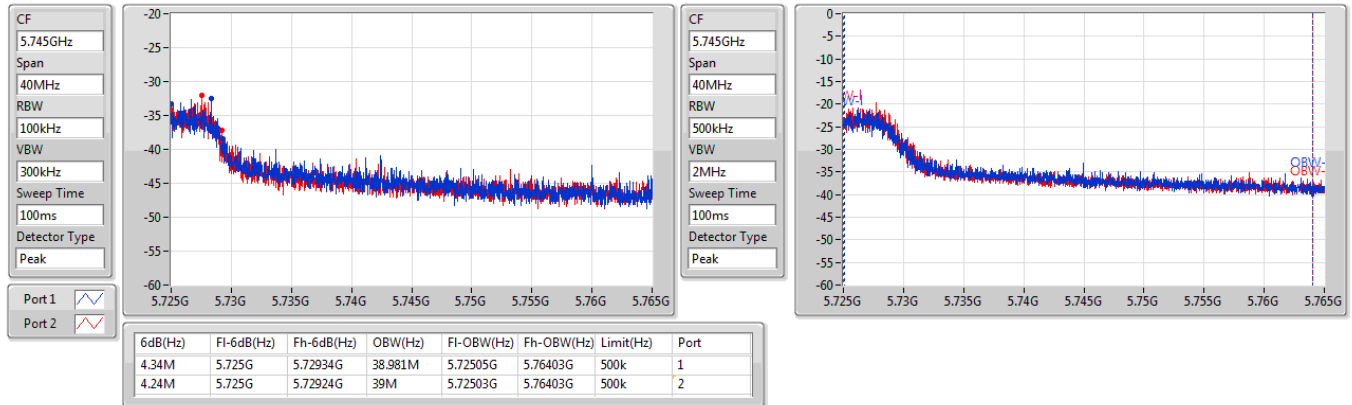 CF
5.745GHz
Span
40MHz
RBW
100kHz
VBW
300kHz
Sweep Time
100ms
Detector Type
Peak
Port 1
Port 2
-20
-25
-30
-35
-40
-45
-50
-55
-60
5.725G 5.73G 5.735G 5.74G 5.745G 5.75G 5.755G 5.76G 5.765G
CF
5.745GHz
Span
40MHz
RBW
500kHz
VBW
2MHz
Sweep Time
100ms
Detector Type
Peak
0
-5
-10
-15
-20
-25
-30
-35
-40
-45
-50
-55
-60
OBW-
OBW-
5.725G 5.73G 5.735G 5.74G 5.745G 5.75G 5.755G 5.76G 5.765G
6dB(Hz) Fl-6dB(Hz) Fh-6dB(Hz) OBW(Hz) Fl-OBW(Hz) Fh-OBW(Hz) Limit(Hz) Port
4.34M 5.725G 5.72934G 38.981M 5.72505G 5.76403G 500k 1
4.24M 5.725G 5.72924G 39M 5.72503G 5.76403G 500k 2